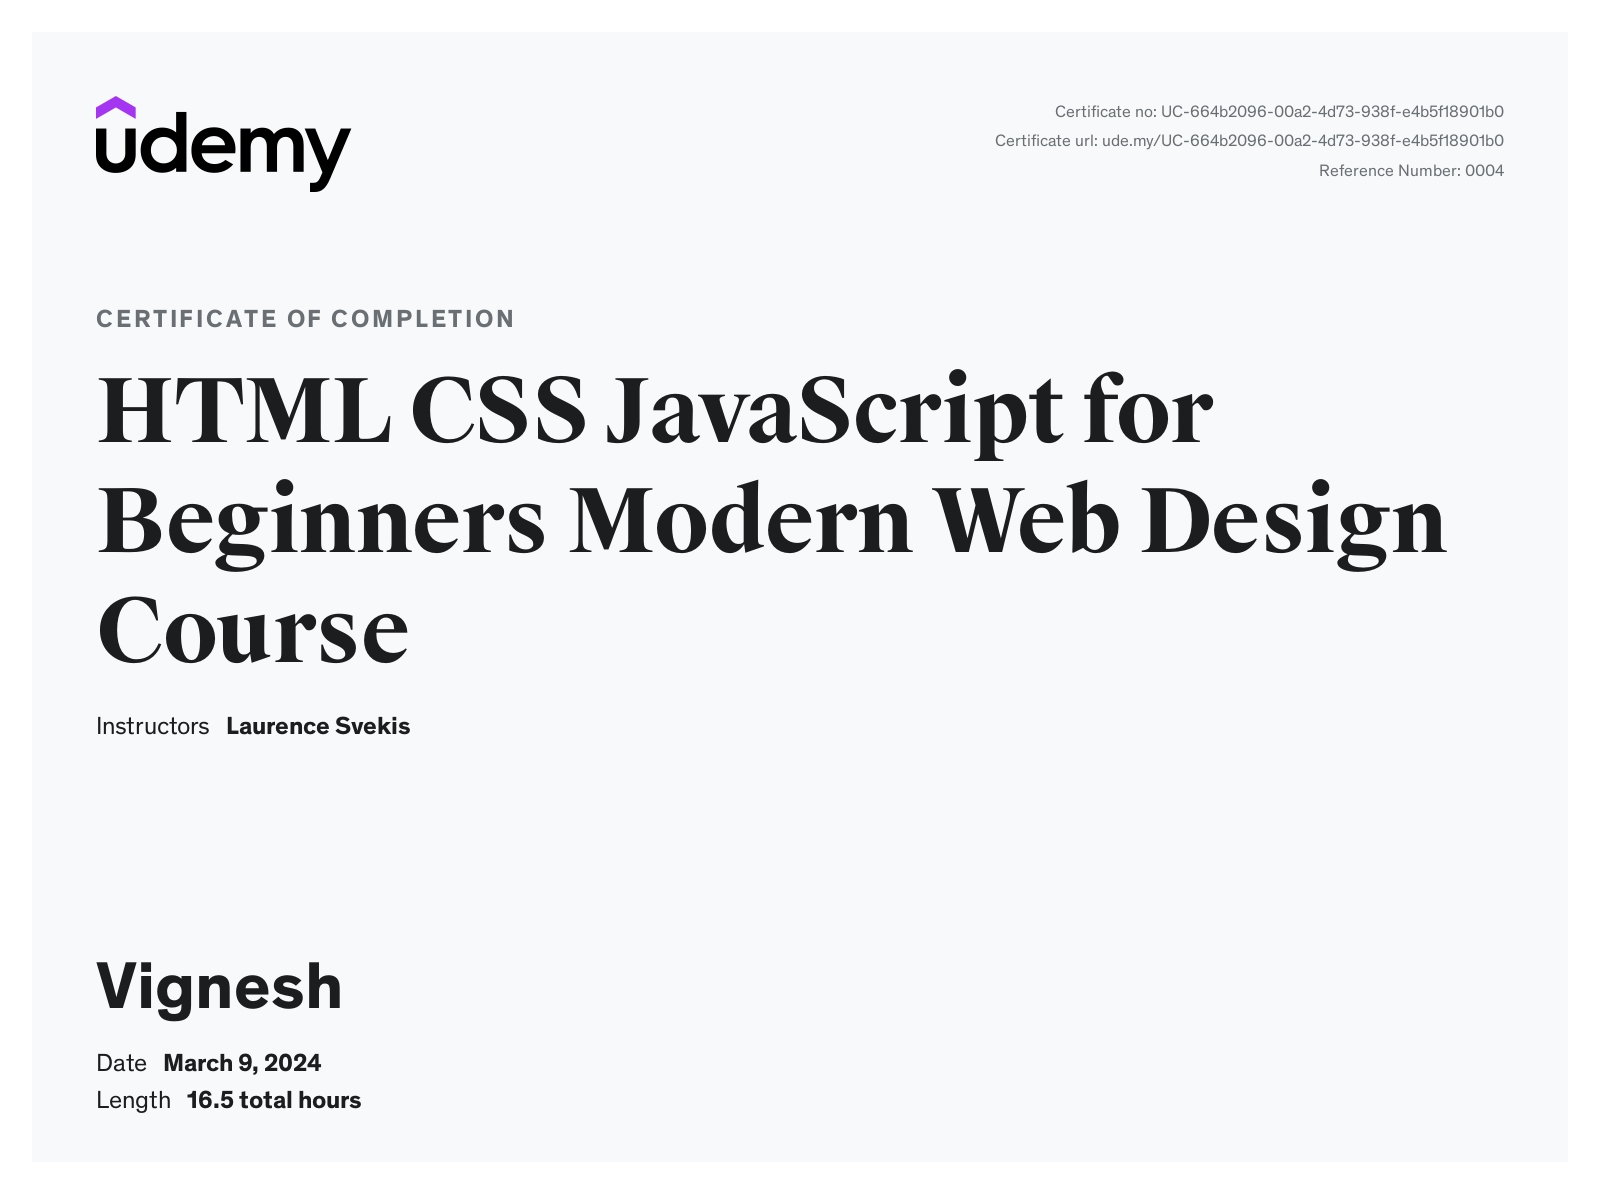 udemy
Certificate no: UC-664b2096-00a2-4d73-938f-e4b5f18901b0
Certificate url: ude.my/UC-664b2096-00a2-4d73-938f-e4b5f18901b0
Reference Number: 0004
CERTIFICATE OF COMPLETION
HTML CSS JavaScript for
Beginners Modern Web Design
Course
Instructors Laurence Svekis
Vignesh
Date March 9, 2024
Length 16.5 total hours